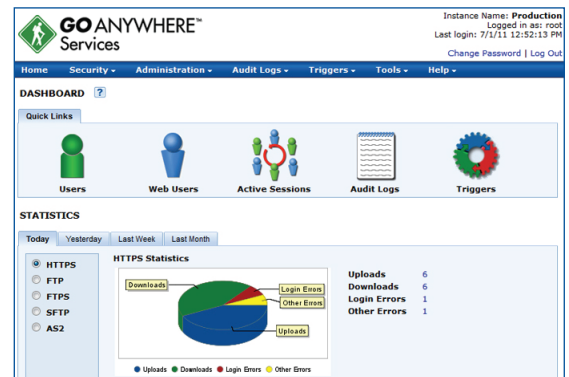 GO ANYWHERE™
Services
Instance Name: Production
Logged in as: root
Last login: 7/1/11 12:52:13 PM
Change Password | Log Out
Home Security Administration Audit Logs Triggers Tools Help
DASHBOARD ?
Quick Links
Users Web Users Active Sessions Audit Logs Triggers
STATISTICS
Today Yesterday Last Week Last Month
HTTPS
FTP
FTPS
SFTP
AS2
HTTPS Statistics
Downloads
Login Errors
Other Errors
Uploads
Uploads Downloads Login Errors Other Errors
Uploads 6
Downloads 6
Login Errors 1
Other Errors 1